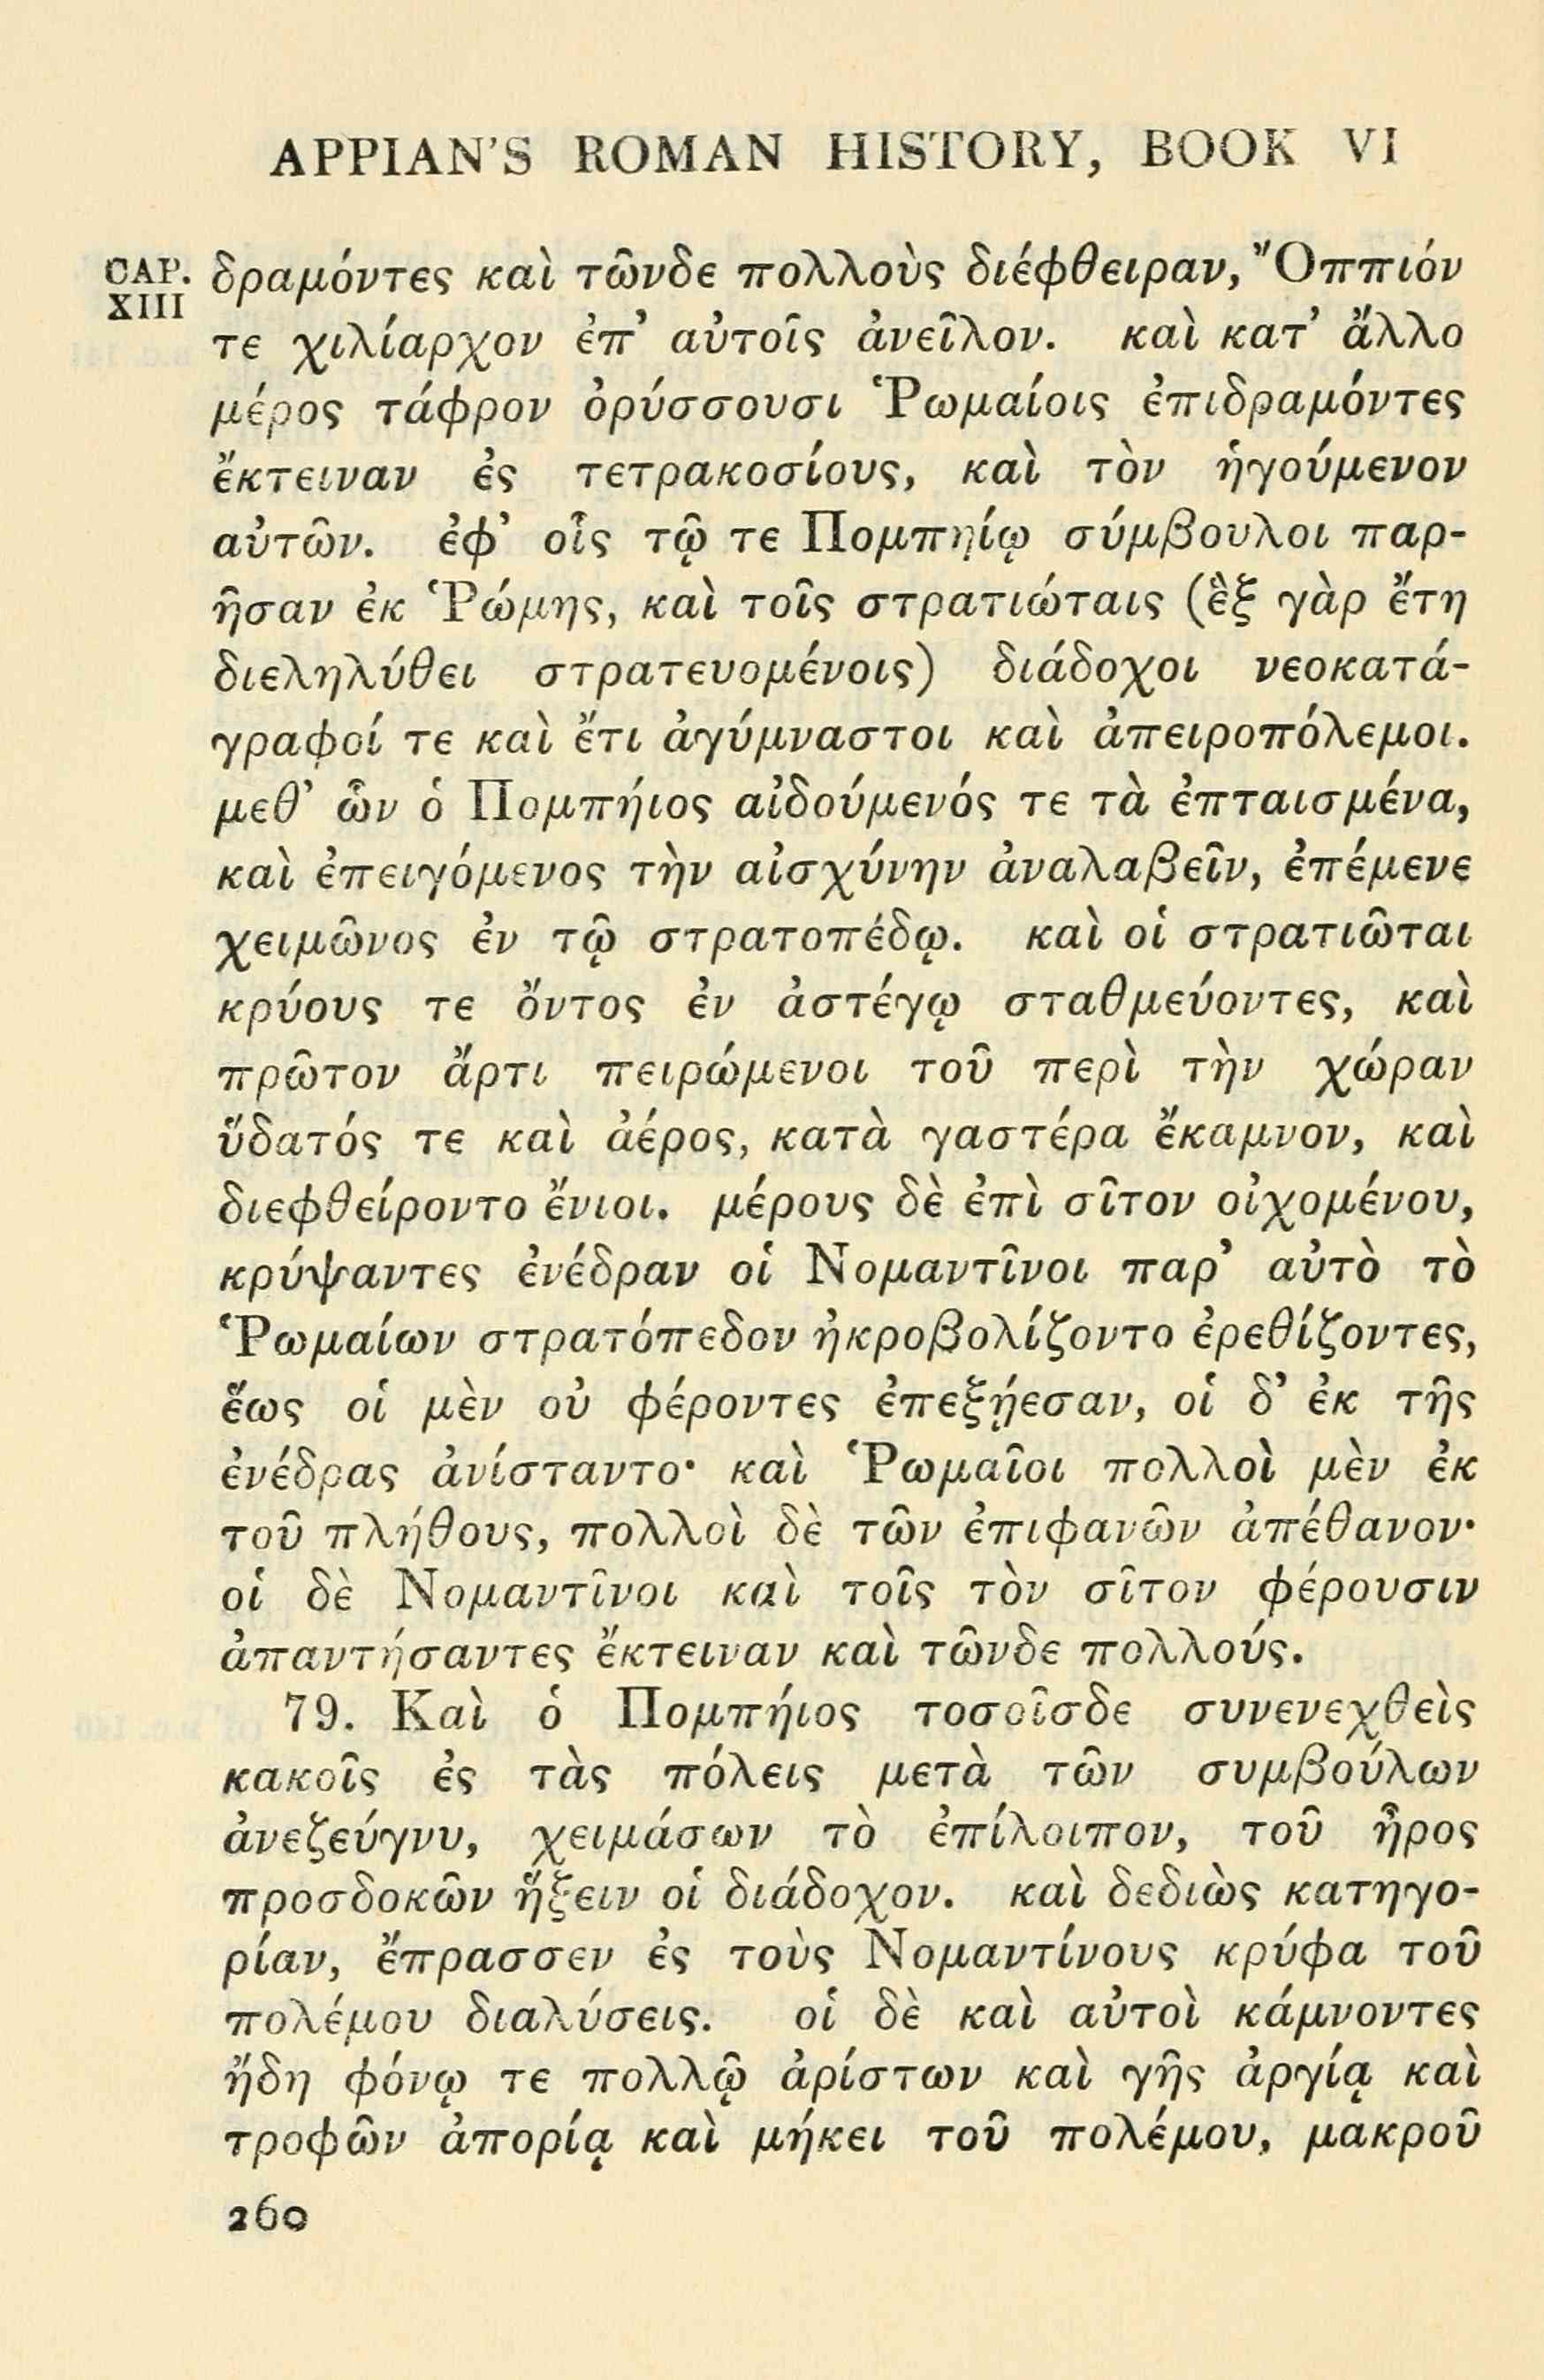 APPIAN'S ROMAN HISTORY, BOOK VI
CAP. XIII
δραμόντες καὶ τῶνδε πολλοὺς διέφθειραν, Ὄππιόν
τε χιλίαρχον ἐπ' αὐτοῖς ἀνεῖλον. καὶ κατ' ἄλλο
μέρος τάφρον ὀρύσσουσι Ῥωμαίοις ἐπιδραμόντες
ἔκτειναν ἐς τετρακοσίους, καὶ τὸν ἡγούμενον
αὐτῶν. ἐφ' οἷς τῷ τε Πομπηίῳ σύμβουλοι παρ-
ῆσαν ἐκ Ῥώμης, καὶ τοῖς στρατιώταις (ἓξ γὰρ ἔτη
διεληλύθει στρατευομένοις) διάδοχοι νεοκατά-
γραφοί τε καὶ ἔτι ἀγύμναστοι καὶ ἀπειροπόλεμοι.
μεθ' ὧν ὁ Πομπήιος αἰδούμενός τε τὰ ἐπταισμένα,
καὶ ἐπειγόμενος τὴν αἰσχύνην ἀναλαβεῖν, ἐπέμενε
χειμῶνος ἐν τῷ στρατοπέδῳ. καὶ οἱ στρατιῶται
κρύους τε ὄντος ἐν ἀστέγῳ σταθμεύοντες, καὶ
πρῶτον ἄρτι πειρώμενοι τοῦ περὶ τὴν χώραν
ὕδατός τε καὶ ἀέρος, κατὰ γαστέρα ἔκαμνον, καὶ
διεφθείροντο ἔνιοι. μέρους δὲ ἐπὶ σῖτον οἰχομένου,
κρύψαντες ἐνέδραν οἱ Νομαντῖνοι παρ' αὐτὸ τὸ
Ῥωμαίων στρατόπεδον ἠκροβολίζοντο ἐρεθίζοντες,
ἕως οἱ μὲν οὐ φέροντες ἐπεξῄεσαν, οἱ δ' ἐκ τῆς
ἐνέδρας ἀνίσταντο· καὶ Ῥωμαῖοι πολλοὶ μὲν ἐκ
τοῦ πλήθους, πολλοὶ δὲ τῶν ἐπιφανῶν ἀπέθανον·
οἱ δὲ Νομαντῖνοι καὶ τοῖς τὸν σῖτον φέρουσιν
ἀπαντήσαντες ἔκτειναν καὶ τῶνδε πολλούς.
79. Καὶ ὁ Πομπήιος τοσοῖσδε συνενεχθεὶς
κακοῖς ἐς τὰς πόλεις μετὰ τῶν συμβούλων
ἀνεζεύγνυ, χειμάσων τὸ ἐπίλοιπον, τοῦ ἦρος
προσδοκῶν ἥξειν οἱ διάδοχον. καὶ δεδιὼς κατηγο-
ρίαν, ἔπρασσεν ἐς τοὺς Νομαντίνους κρύφα τοῦ
πολέμου διαλύσεις. οἱ δὲ καὶ αὐτοὶ κάμνοντες
ἤδη φόνῳ τε πολλῷ ἀρίστων καὶ γῆς ἀργίᾳ καὶ
τροφῶν ἀπορίᾳ καὶ μήκει τοῦ πολέμου, μακροῦ
260